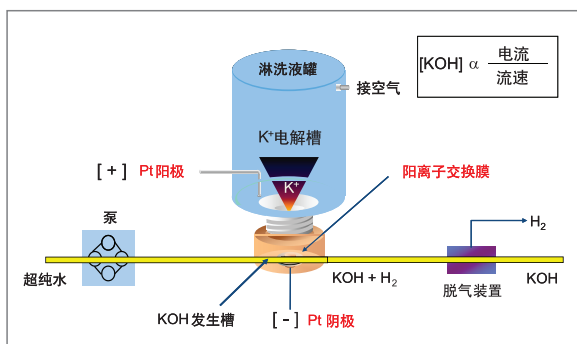 淋洗液罐
接空气
[KOH] α 电流
流速
K⁺电解槽
[+] Pt阳极
K⁺
阳离子交换膜
泵
H₂
超纯水
KOH + H₂
脱气装置
KOH
KOH发生槽
[-] Pt阴极